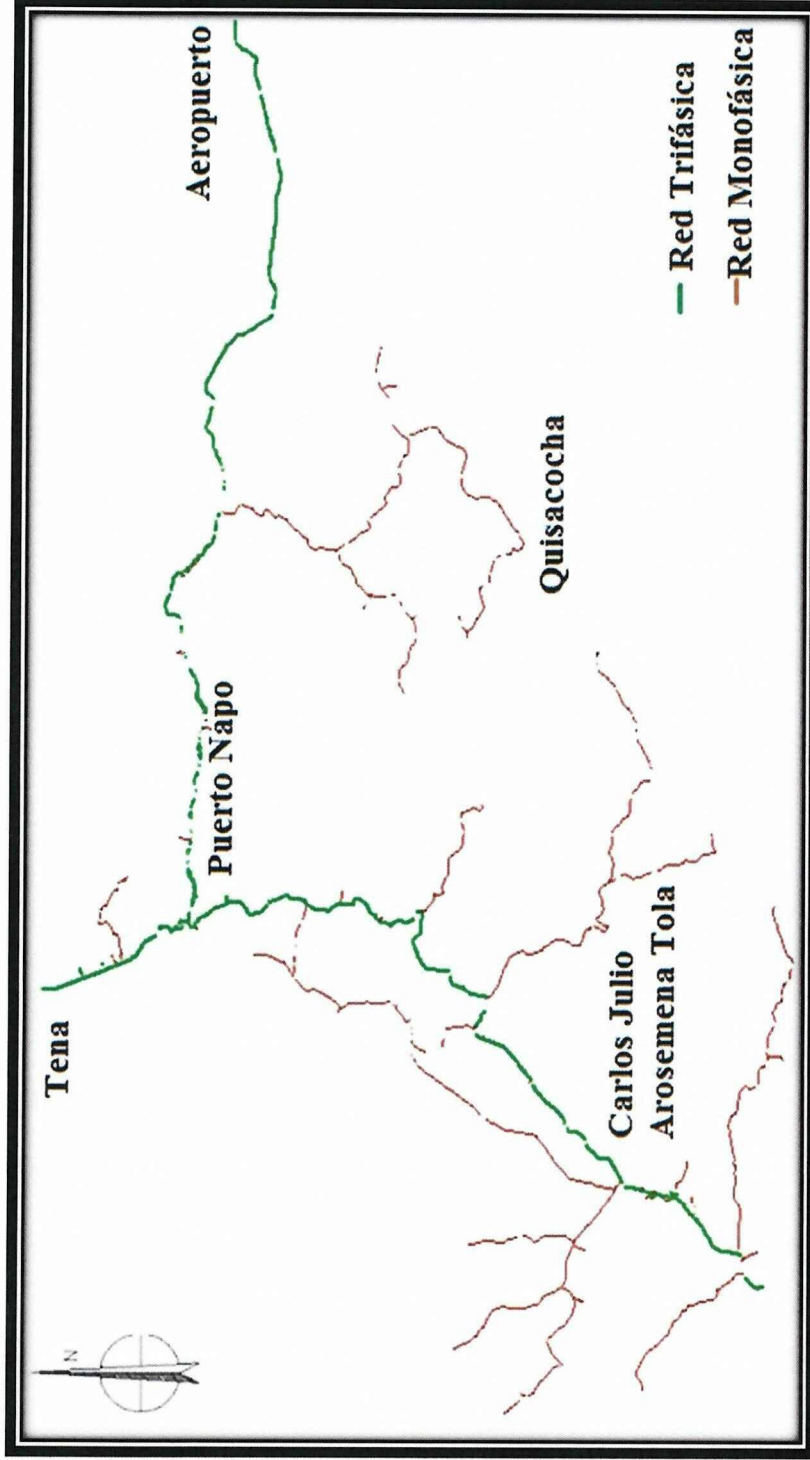 N
Tena
Puerto Napo
Aeropuerto
Quisacocha
Carlos Julio
Arosemena Tola
Red Trifásica
Red Monofásica